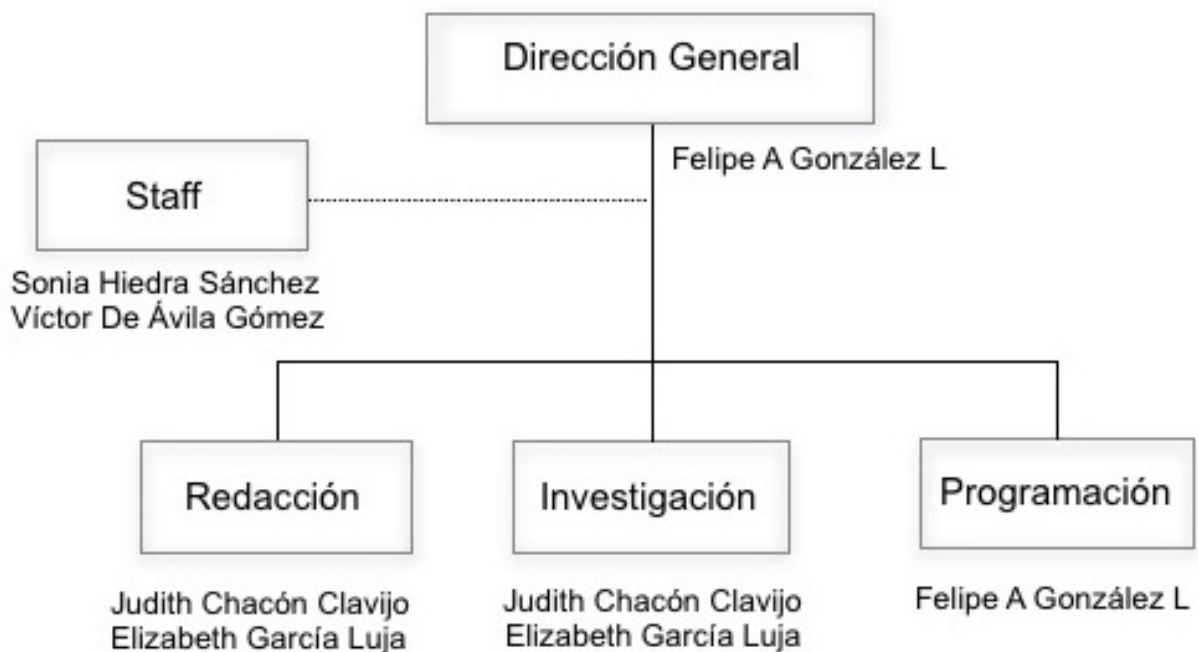 Dirección General
Felipe A González L
Staff
Sonia Hiedra Sánchez
Víctor De Ávila Gómez
Redacción
Investigación
Programación
Judith Chacón Clavijo
Elizabeth García Luja
Judith Chacón Clavijo
Elizabeth García Luja
Felipe A González L